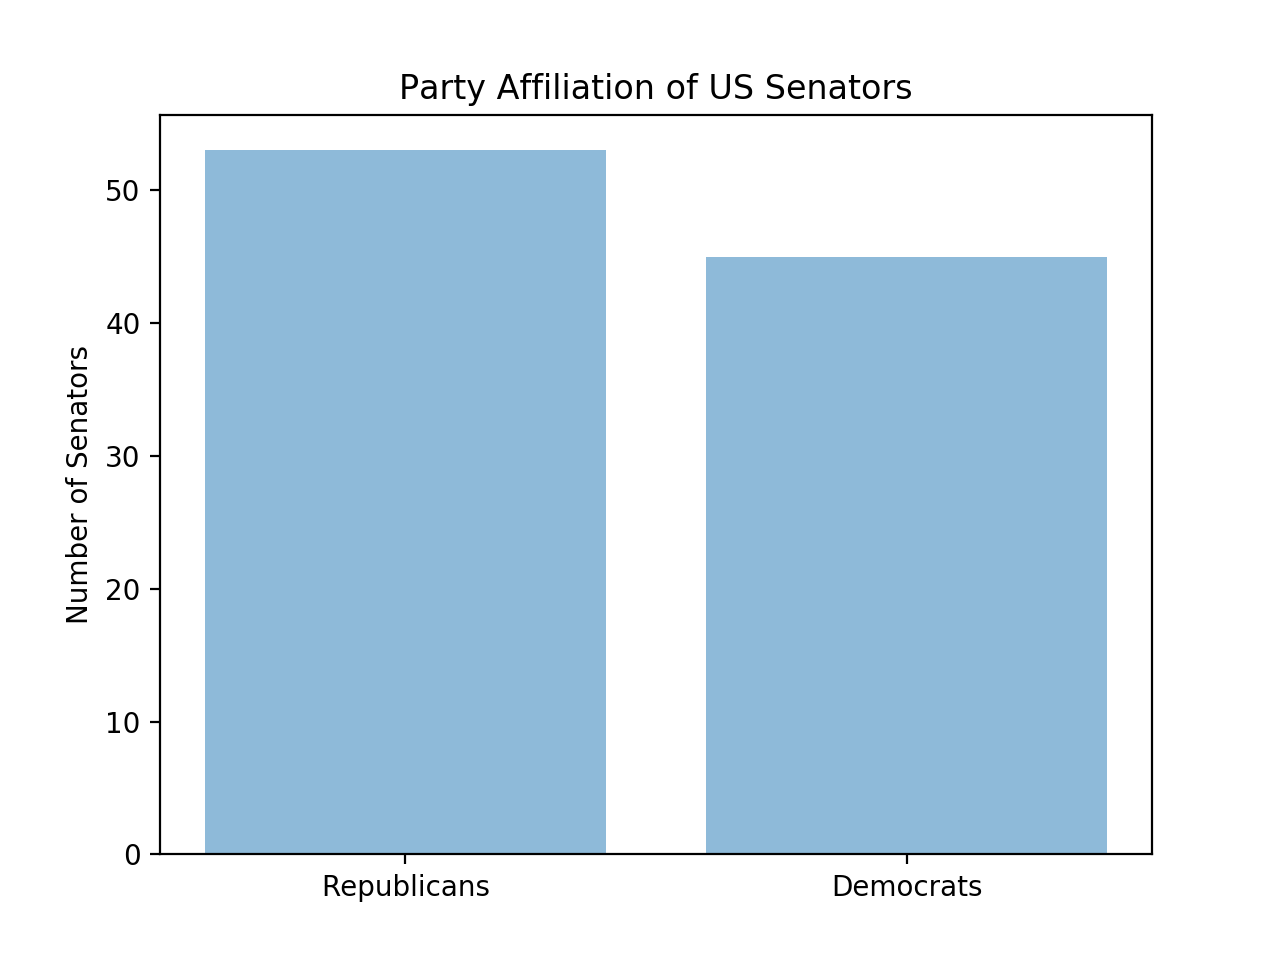 Party Affiliation of US Senators
Number of Senators
50
40
30
20
10
0
Republicans
Democrats